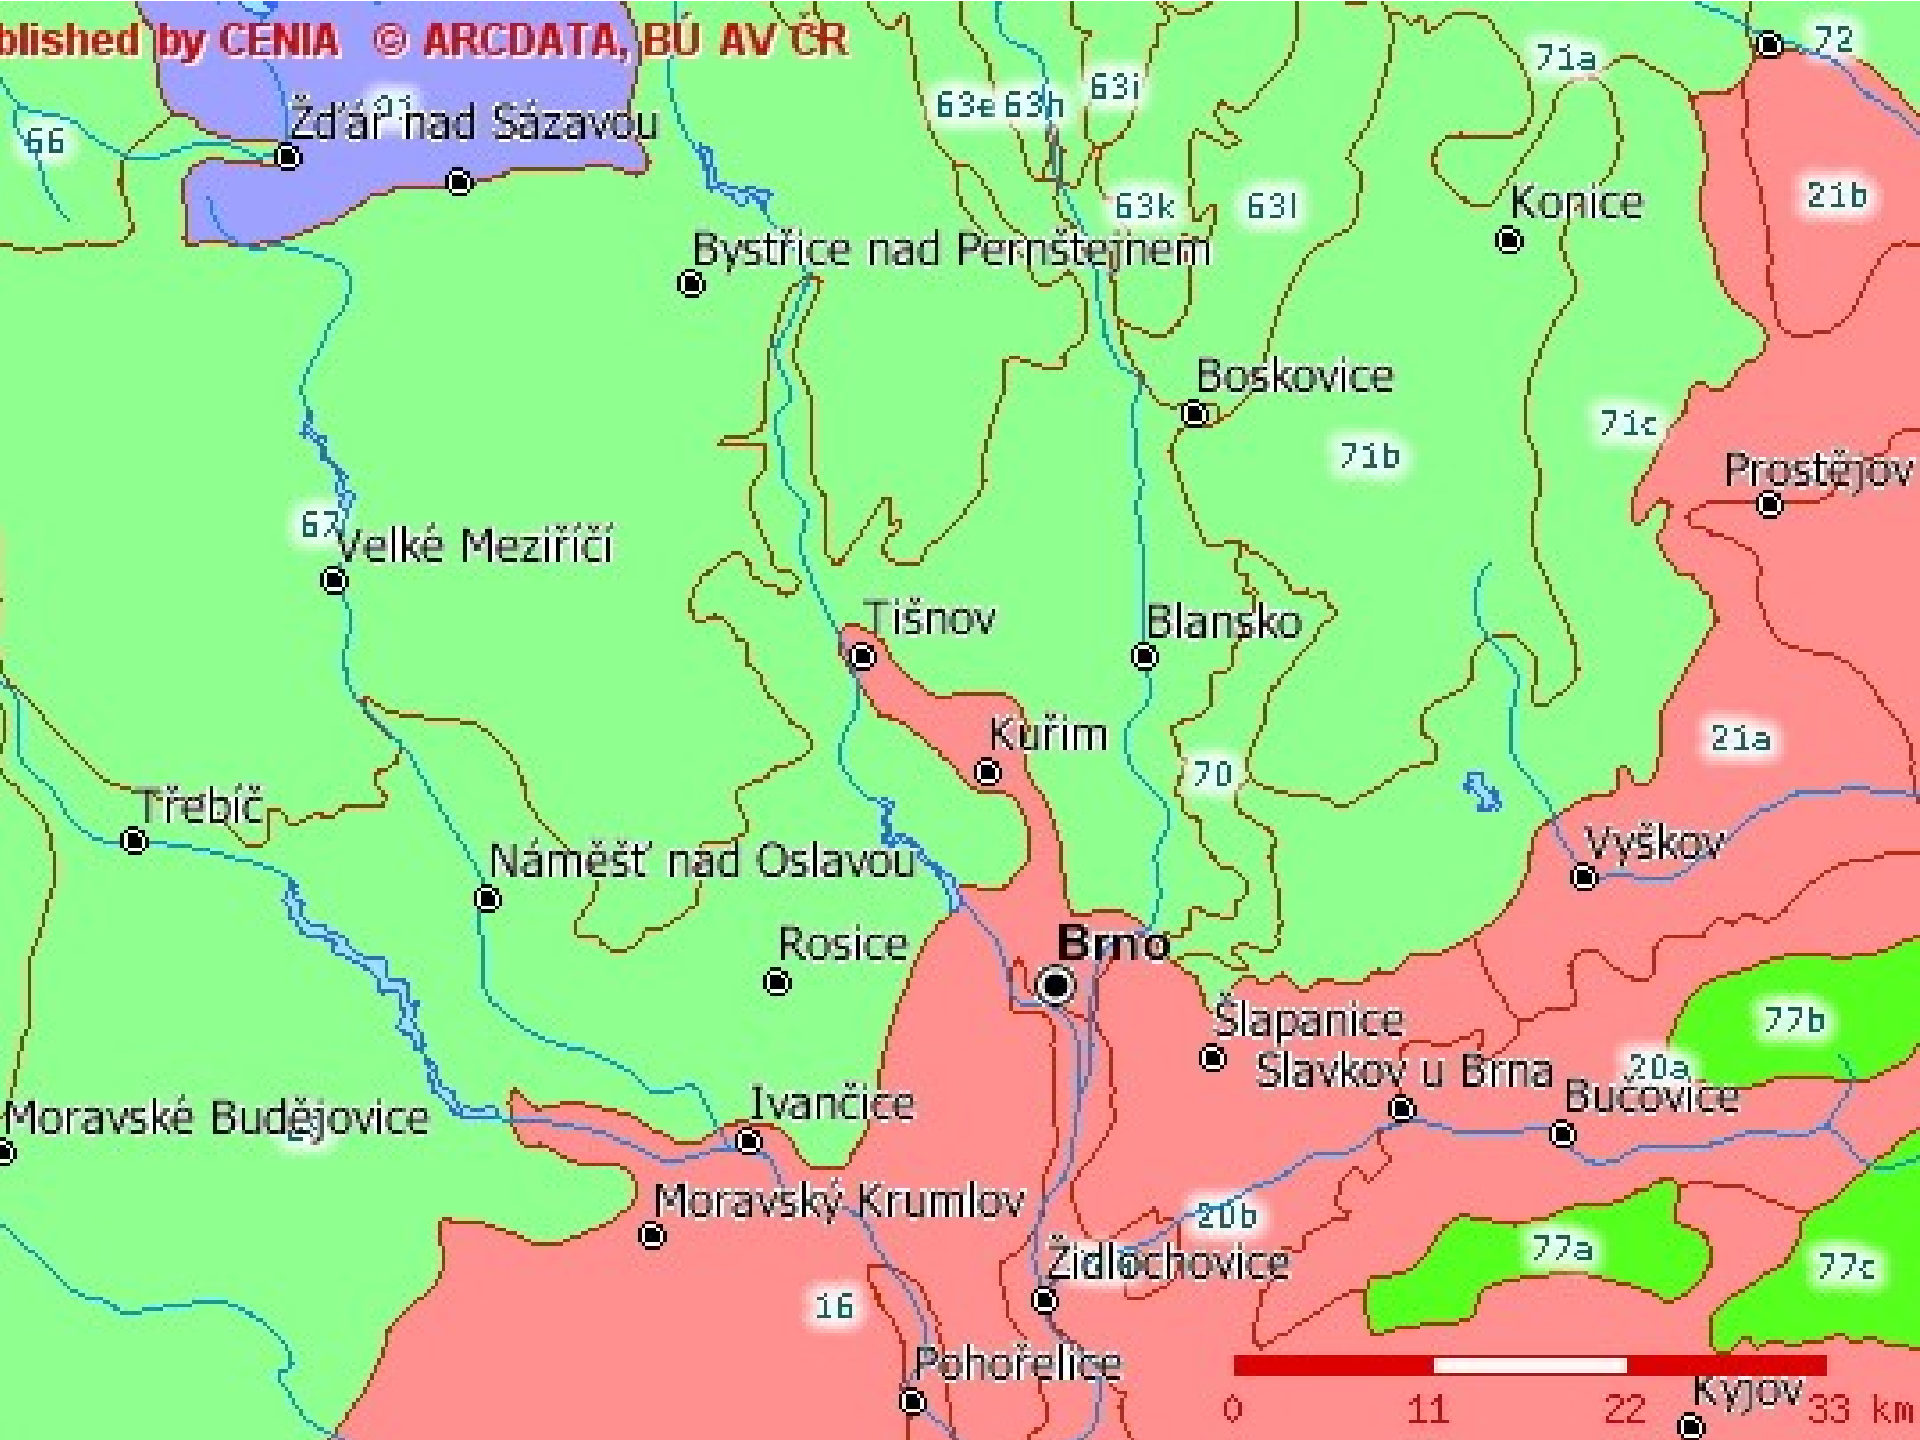 blished by CENIA © ARCDATA, BÚ AV ČR
72
71a
63e 63h 63i
Žďár nad Sázavou
66
21b
63k 63l
Konice
Bystřice nad Pernštejnem
Boskovice
71c
71b
Prostějov
67
Velké Meziříčí
Tišnov
Blansko
Kuřim
21a
70
Třebíč
Vyškov
Náměšť nad Oslavou
Rosice
Brno
Šlapanice
77b
Slavkov u Brna
20a
Bučovice
Ivančice
Moravské Budějovice
Moravský Krumlov
20b
77a
Židlochovice
77c
16
Pohořelice
Kyjov
0 11 22 33 km